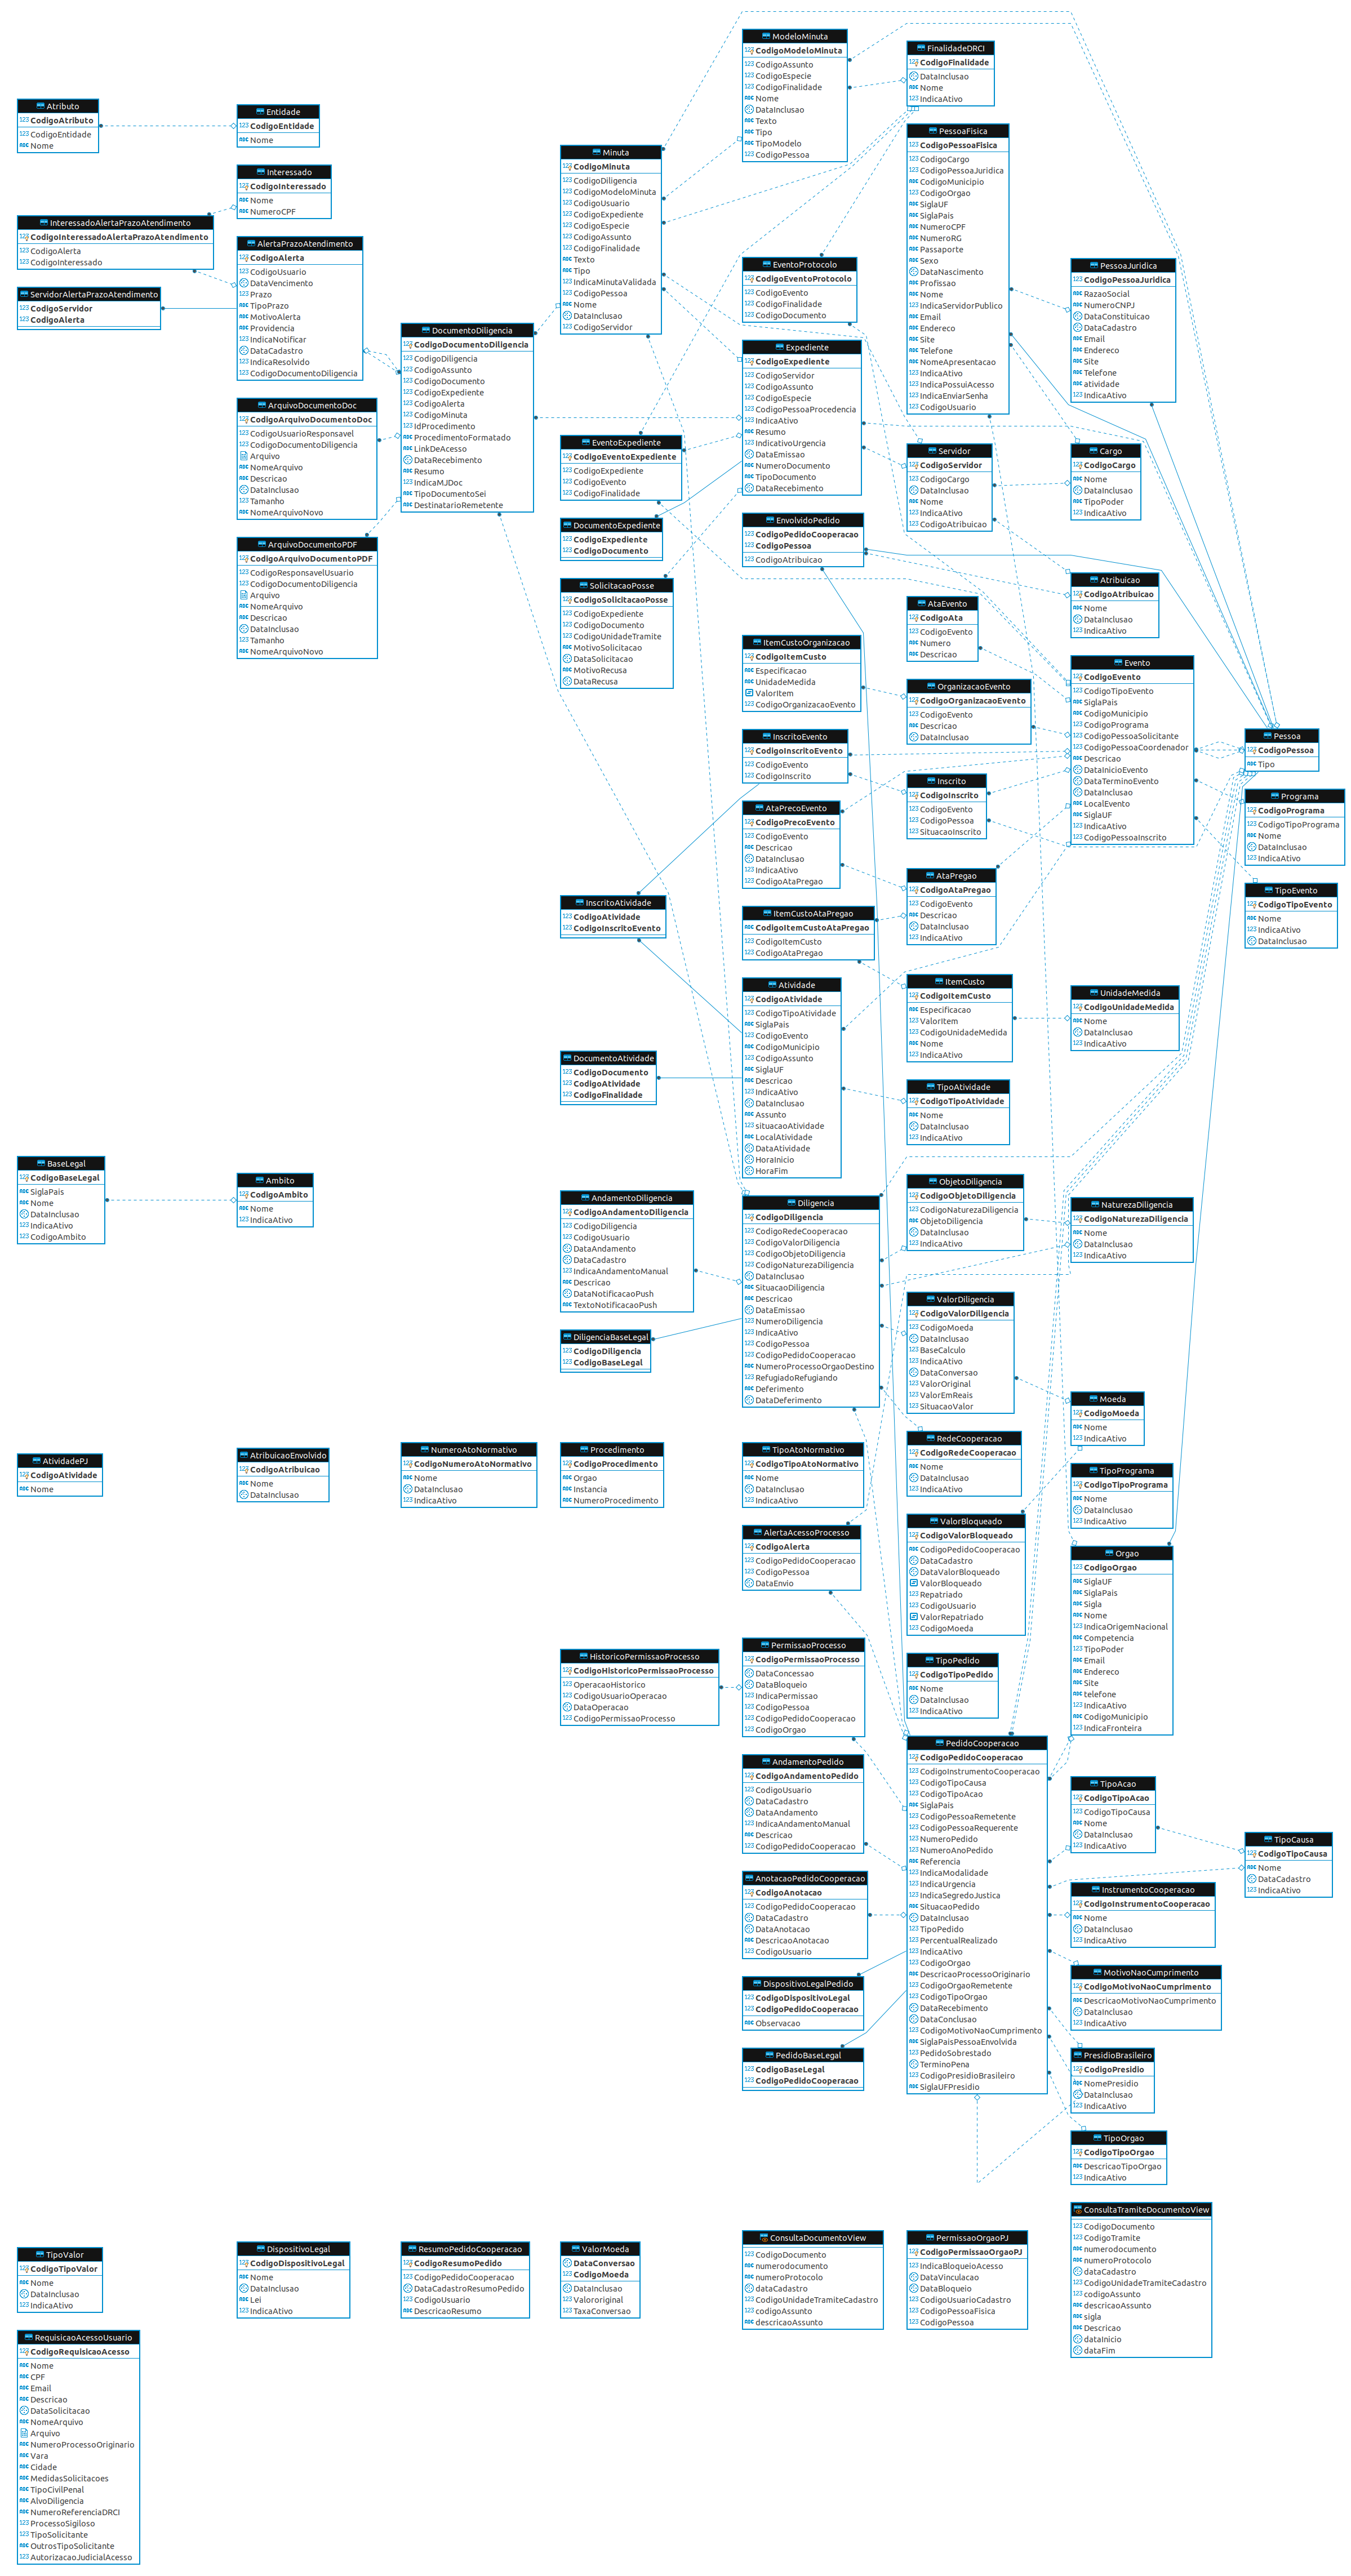 Atributo
CodigoAtributo
CodigoEntidade
Nome
Entidade
CodigoEntidade
Nome
Interessado
CodigoInteressado
Nome
NumeroCPF
InteressadoAlertaPrazoAtendimento
CodigoInteressadoAlertaPrazoAtendimento
CodigoAlerta
CodigoInteressado
ServidorAlertaPrazoAtendimento
CodigoServidor
CodigoAlerta
AlertaPrazoAtendimento
CodigoAlerta
CodigoUsuario
DataVencimento
Prazo
TipoPrazo
MotivoAlerta
Providencia
IndicaNotificar
DataCadastro
IndicaResolvido
CodigoDocumentoDiligencia
ArquivoDocumentoDoc
CodigoArquivoDocumentoDoc
CodigoUsuarioResponsavel
CodigoDocumentoDiligencia
Arquivo
NomeArquivo
Descricao
DataInclusao
Tamanho
NomeArquivoNovo
ArquivoDocumentoPDF
CodigoArquivoDocumentoPDF
CodigoResponsavelUsuario
CodigoDocumentoDiligencia
Arquivo
NomeArquivo
Descricao
DataInclusao
Tamanho
NomeArquivoNovo
DocumentoDiligencia
CodigoDocumentoDiligencia
CodigoDiligencia
CodigoAssunto
CodigoDocumento
CodigoExpediente
CodigoAlerta
CodigoMinuta
IdProcedimento
ProcedimentoFormatado
LinkDeAcesso
DataRecebimento
Resumo
IndicaMJDoc
TipoDocumentoSei
DestinatarioRemetente
Minuta
CodigoMinuta
CodigoDiligencia
CodigoModeloMinuta
CodigoUsuario
CodigoExpediente
CodigoEspecie
CodigoAssunto
CodigoFinalidade
Texto
Tipo
IndicaMinutaValidada
CodigoPessoa
Nome
DataInclusao
CodigoServidor
EventoExpediente
CodigoEventoExpediente
CodigoExpediente
CodigoEvento
CodigoFinalidade
DocumentoExpediente
CodigoExpediente
CodigoDocumento
SolicitacaoPosse
CodigoSolicitacaoPosse
CodigoExpediente
CodigoDocumento
CodigoUnidadeTramite
MotivoSolicitacao
DataSolicitacao
MotivoRecusa
DataRecusa
InscritoAtividade
CodigoAtividade
CodigoInscritoEvento
DocumentoAtividade
CodigoDocumento
CodigoAtividade
CodigoFinalidade
ModeloMinuta
CodigoModeloMinuta
CodigoAssunto
CodigoEspecie
CodigoFinalidade
Nome
DataInclusao
Texto
Tipo
TipoModelo
CodigoPessoa
EventoProtocolo
CodigoEventoProtocolo
CodigoEvento
CodigoFinalidade
CodigoDocumento
Expediente
CodigoExpediente
CodigoServidor
CodigoAssunto
CodigoEspecie
CodigoPessoaProcedencia
IndicaAtivo
Resumo
IndicativoUrgencia
DataEmissao
NumeroDocumento
TipoDocumento
DataRecebimento
EnvolvidoPedido
CodigoPedidoCooperacao
CodigoPessoa
CodigoAtribuicao
ItemCustoOrganizacao
CodigoItemCusto
Especificacao
UnidadeMedida
ValorItem
CodigoOrganizacaoEvento
InscritoEvento
CodigoInscritoEvento
CodigoEvento
CodigoInscrito
AtaPrecoEvento
CodigoPrecoEvento
CodigoEvento
Descricao
DataInclusao
IndicaAtivo
CodigoAtaPregao
ItemCustoAtaPregao
CodigoItemCustoAtaPregao
CodigoItemCusto
CodigoAtaPregao
Atividade
CodigoAtividade
CodigoTipoAtividade
SiglaPais
CodigoEvento
CodigoMunicipio
CodigoAssunto
SiglaUF
Descricao
IndicaAtivo
DataInclusao
Assunto
situacaoAtividade
LocalAtividade
DataAtividade
HoraInicio
HoraFim
FinalidadeDRCI
CodigoFinalidade
DataInclusao
Nome
IndicaAtivo
PessoaFisica
CodigoPessoaFisica
CodigoCargo
CodigoPessoaJuridica
CodigoMunicipio
CodigoOrgao
SiglaUF
SiglaPais
NumeroCPF
NumeroRG
Passaporte
Sexo
DataNascimento
Profissao
Nome
IndicaServidorPublico
Email
Endereco
Site
Telefone
NomeApresentacao
IndicaAtivo
IndicaPossuiAcesso
IndicaEnviarSenha
CodigoUsuario
Servidor
CodigoServidor
CodigoCargo
DataInclusao
Nome
IndicaAtivo
CodigoAtribuicao
AtaEvento
CodigoAta
CodigoEvento
Numero
Descricao
OrganizacaoEvento
CodigoOrganizacaoEvento
CodigoEvento
Descricao
DataInclusao
Inscrito
CodigoInscrito
CodigoEvento
CodigoPessoa
SituacaoInscrito
AtaPregao
CodigoAtaPregao
CodigoEvento
Descricao
DataInclusao
IndicaAtivo
ItemCusto
CodigoItemCusto
Especificacao
ValorItem
CodigoUnidadeMedida
Nome
IndicaAtivo
TipoAtividade
CodigoTipoAtividade
Nome
DataInclusao
IndicaAtivo
PessoaJuridica
CodigoPessoaJuridica
RazaoSocial
NumeroCNPJ
DataConstituicao
DataCadastro
Email
Endereco
Site
Telefone
atividade
IndicaAtivo
Cargo
CodigoCargo
Nome
DataInclusao
TipoPoder
IndicaAtivo
Atribuicao
CodigoAtribuicao
Nome
DataInclusao
IndicaAtivo
Evento
CodigoEvento
CodigoTipoEvento
SiglaPais
CodigoMunicipio
CodigoPrograma
CodigoPessoaSolicitante
CodigoPessoaCoordenador
Descricao
DataInicioEvento
DataTerminoEvento
DataInclusao
LocalEvento
SiglaUF
IndicaAtivo
CodigoPessoaInscrito
Pessoa
CodigoPessoa
Tipo
Programa
CodigoPrograma
CodigoTipoPrograma
Nome
DataInclusao
IndicaAtivo
TipoEvento
CodigoTipoEvento
Nome
IndicaAtivo
DataInclusao
UnidadeMedida
CodigoUnidadeMedida
Nome
DataInclusao
IndicaAtivo
BaseLegal
CodigoBaseLegal
SiglaPais
Nome
DataInclusao
IndicaAtivo
CodigoAmbito
Ambito
CodigoAmbito
Nome
IndicaAtivo
AndamentoDiligencia
CodigoAndamentoDiligencia
CodigoDiligencia
CodigoUsuario
DataAndamento
DataCadastro
IndicaAndamentoManual
Descricao
DataNotificacaoPush
TextoNotificacaoPush
DiligenciaBaseLegal
CodigoDiligencia
CodigoBaseLegal
Diligencia
CodigoDiligencia
CodigoRedeCooperacao
CodigoValorDiligencia
CodigoObjetoDiligencia
CodigoNaturezaDiligencia
DataInclusao
SituacaoDiligencia
Descricao
DataEmissao
NumeroDiligencia
IndicaAtivo
CodigoPessoa
CodigoPedidoCooperacao
NumeroProcessoOrgaoDestino
RefugiadoRefugiando
Deferimento
DataDeferimento
ObjetoDiligencia
CodigoObjetoDiligencia
CodigoNaturezaDiligencia
ObjetoDiligencia
DataInclusao
IndicaAtivo
NaturezaDiligencia
CodigoNaturezaDiligencia
Nome
DataInclusao
IndicaAtivo
ValorDiligencia
CodigoValorDiligencia
CodigoMoeda
DataInclusao
BaseCalculo
IndicaAtivo
DataConversao
ValorOriginal
ValorEmReais
SituacaoValor
Moeda
CodigoMoeda
Nome
IndicaAtivo
RedeCooperacao
CodigoRedeCooperacao
Nome
DataInclusao
IndicaAtivo
TipoPrograma
CodigoTipoPrograma
Nome
DataInclusao
IndicaAtivo
AtividadePJ
CodigoAtividade
Nome
AtribuicaoEnvolvido
CodigoAtribuicao
Nome
DataInclusao
NumeroAtoNormativo
CodigoNumeroAtoNormativo
Nome
DataInclusao
IndicaAtivo
Procedimento
CodigoProcedimento
Orgao
Instancia
NumeroProcedimento
TipoAtoNormativo
CodigoTipoAtoNormativo
Nome
DataInclusao
IndicaAtivo
AlertaAcessoProcesso
CodigoAlerta
CodigoPedidoCooperacao
CodigoPessoa
DataEnvio
ValorBloqueado
CodigoValorBloqueado
CodigoPedidoCooperacao
DataCadastro
DataValorBloqueado
ValorBloqueado
Repatriado
CodigoUsuario
ValorRepatriado
CodigoMoeda
Orgao
CodigoOrgao
SiglaUF
SiglaPais
Sigla
Nome
IndicaOrigemNacional
Competencia
TipoPoder
Email
Endereco
Site
telefone
IndicaAtivo
CodigoMunicipio
IndicaFronteira
HistoricoPermissaoProcesso
CodigoHistoricoPermissaoProcesso
OperacaoHistorico
CodigoUsuarioOperacao
DataOperacao
CodigoPermissaoProcesso
PermissaoProcesso
CodigoPermissaoProcesso
DataConcessao
DataBloqueio
IndicaPermissao
CodigoPessoa
CodigoPedidoCooperacao
CodigoOrgao
TipoPedido
CodigoTipoPedido
Nome
DataInclusao
IndicaAtivo
AndamentoPedido
CodigoAndamentoPedido
CodigoUsuario
DataCadastro
DataAndamento
IndicaAndamentoManual
Descricao
CodigoPedidoCooperacao
AnotacaoPedidoCooperacao
CodigoAnotacao
CodigoPedidoCooperacao
DataCadastro
DataAnotacao
DescricaoAnotacao
CodigoUsuario
DispositivoLegalPedido
CodigoDispositivoLegal
CodigoPedidoCooperacao
Observacao
PedidoBaseLegal
CodigoBaseLegal
CodigoPedidoCooperacao
PedidoCooperacao
CodigoPedidoCooperacao
CodigoInstrumentoCooperacao
CodigoTipoCausa
CodigoTipoAcao
SiglaPais
CodigoPessoaRemetente
CodigoPessoaRequerente
NumeroPedido
NumeroAnoPedido
Referencia
IndicaModalidade
IndicaUrgencia
IndicaSegredoJustica
SituacaoPedido
DataInclusao
TipoPedido
PercentualRealizado
IndicaAtivo
CodigoOrgao
DescricaoProcessoOriginario
CodigoOrgaoRemetente
CodigoTipoOrgao
DataRecebimento
DataConclusao
CodigoMotivoNaoCumprimento
SiglaPaisPessoaEnvolvida
PedidoSobrestado
TerminoPena
CodigoPresidioBrasileiro
SiglaUFPresidio
TipoAcao
CodigoTipoAcao
CodigoTipoCausa
Nome
DataInclusao
IndicaAtivo
TipoCausa
CodigoTipoCausa
Nome
DataCadastro
IndicaAtivo
InstrumentoCooperacao
CodigoInstrumentoCooperacao
Nome
DataInclusao
IndicaAtivo
MotivoNaoCumprimento
CodigoMotivoNaoCumprimento
DescricaoMotivoNaoCumprimento
DataInclusao
IndicaAtivo
PresidioBrasileiro
CodigoPresidio
NomePresidio
DataInclusao
IndicaAtivo
TipoOrgao
CodigoTipoOrgao
DescricaoTipoOrgao
IndicaAtivo
TipoValor
CodigoTipoValor
Nome
DataInclusao
IndicaAtivo
DispositivoLegal
CodigoDispositivoLegal
Nome
DataInclusao
Lei
IndicaAtivo
ResumoPedidoCooperacao
CodigoResumoPedido
CodigoPedidoCooperacao
DataCadastroResumoPedido
CodigoUsuario
DescricaoResumo
ValorMoeda
DataConversao
CodigoMoeda
DataInclusao
Valororiginal
TaxaConversao
ConsultaDocumentoView
CodigoDocumento
numerodocumento
numeroProtocolo
dataCadastro
CodigoUnidadeTramiteCadastro
codigoAssunto
descricaoAssunto
PermissaoOrgaoPJ
CodigoPermissaoOrgaoPJ
IndicaBloqueioAcesso
DataVinculacao
DataBloqueio
CodigoUsuarioCadastro
CodigoPessoaFisica
CodigoPessoa
ConsultaTramiteDocumentoView
CodigoDocumento
CodigoTramite
numerodocumento
numeroProtocolo
dataCadastro
CodigoUnidadeTramiteCadastro
codigoAssunto
descricaoAssunto
sigla
Descricao
dataInicio
dataFim
RequisicaoAcessoUsuario
CodigoRequisicaoAcesso
Nome
CPF
Email
Descricao
DataSolicitacao
NomeArquivo
Arquivo
NumeroProcessoOriginario
Vara
Cidade
MedidasSolicitacoes
TipoCivilPenal
AlvoDiligencia
NumeroReferenciaDRCI
ProcessoSigiloso
TipoSolicitante
OutrosTipoSolicitante
AutorizacaoJudicialAcesso